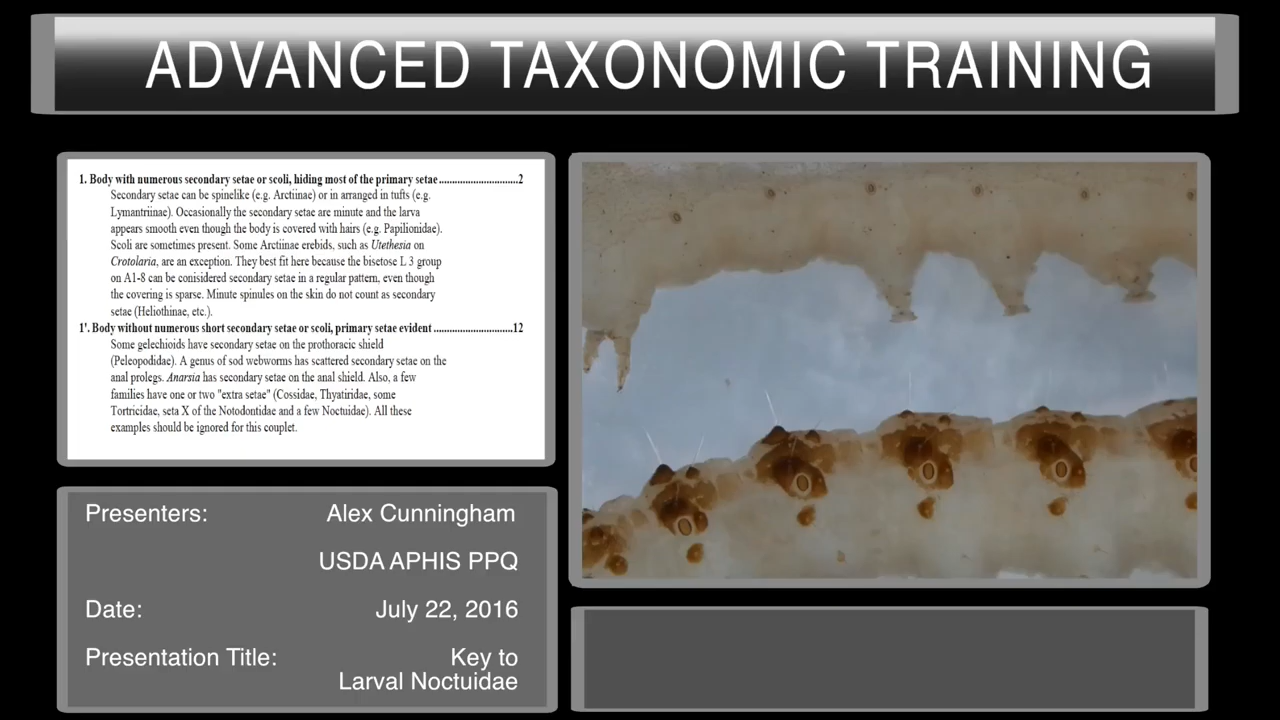 ADVANCED TAXONOMIC TRAINING
1. Body with numerous secondary setae or scoli, hiding most of the primary setae ..............................2
Secondary setae can be spinelike (e.g. Arctiinae) or in arranged in tufts (e.g.
Lymantriinae). Occasionally the secondary setae are minute and the larva
appears smooth even though the body is covered with hairs (e.g. Papilionidae).
Scoli are sometimes present. Some Arctiinae erebids, such as Utethesia on
Crotolaria, are an exception. They best fit here because the bisetose L 3 group
on A1-8 can be conisidered secondary setae in a regular pattern, even though
the covering is sparse. Minute spinules on the skin do not count as secondary
setae (Heliothinae, etc.).
1'. Body without numerous short secondary setae or scoli, primary setae evident ..............................12
Some gelechioids have secondary setae on the prothoracic shield
(Peleopodidae). A genus of sod webworms has scattered secondary setae on the
anal prolegs. Anarsia has secondary setae on the anal shield. Also, a few
families have one or two "extra setae" (Cossidae, Thyatiridae, some
Tortricidae, seta X of the Notodontidae and a few Noctuidae). All these
examples should be ignored for this couplet.
Presenters: Alex Cunningham
USDA APHIS PPQ
Date: July 22, 2016
Presentation Title: Key to
Larval Noctuidae